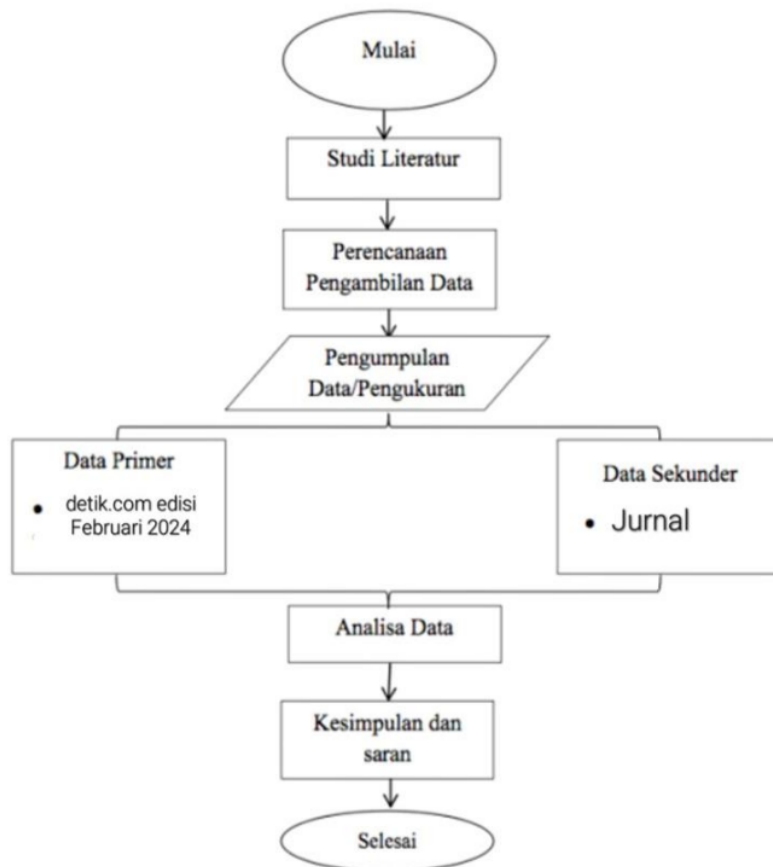 Mulai
Studi Literatur
Perencanaan
Pengambilan Data
Pengumpulan
Data/Pengukuran
Data Primer
• detik.com edisi
Februari 2024
Data Sekunder
• Jurnal
Analisa Data
Kesimpulan dan
saran
Selesai